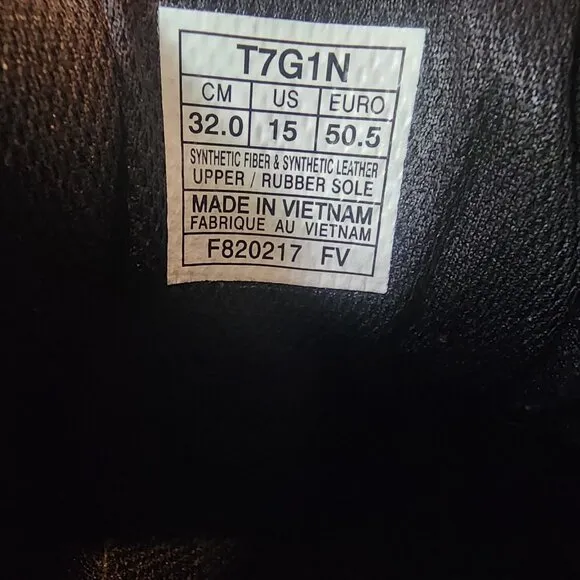 T7G1N
CM US EURO
32.0 15 50.5
SYNTHETIC FIBER & SYNTHETIC LEATHER
UPPER / RUBBER SOLE
MADE IN VIETNAM
FABRIQUE AU VIETNAM
F820217 FV